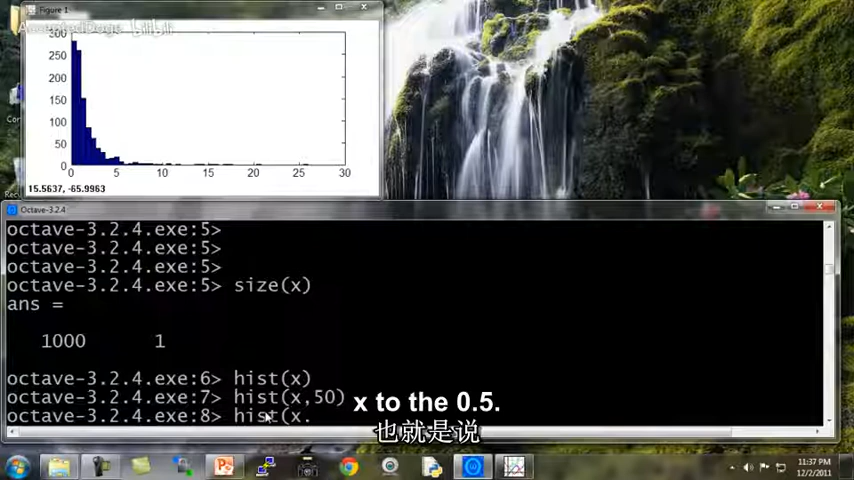 Figure 1
AcceptedDoge bilibili
300
250
200
150
100
50
0
0 5 10 15 20 25 30
15.5637, -65.9963
Octave-3.2.4
octave-3.2.4.exe:5>
octave-3.2.4.exe:5>
octave-3.2.4.exe:5>
octave-3.2.4.exe:5> size(x)
ans =
1000 1
octave-3.2.4.exe:6> hist(x)
octave-3.2.4.exe:7> hist(x,50)
octave-3.2.4.exe:8> hist(x.
x to the 0.5.
也就是说
11:37 PM
12/2/2011